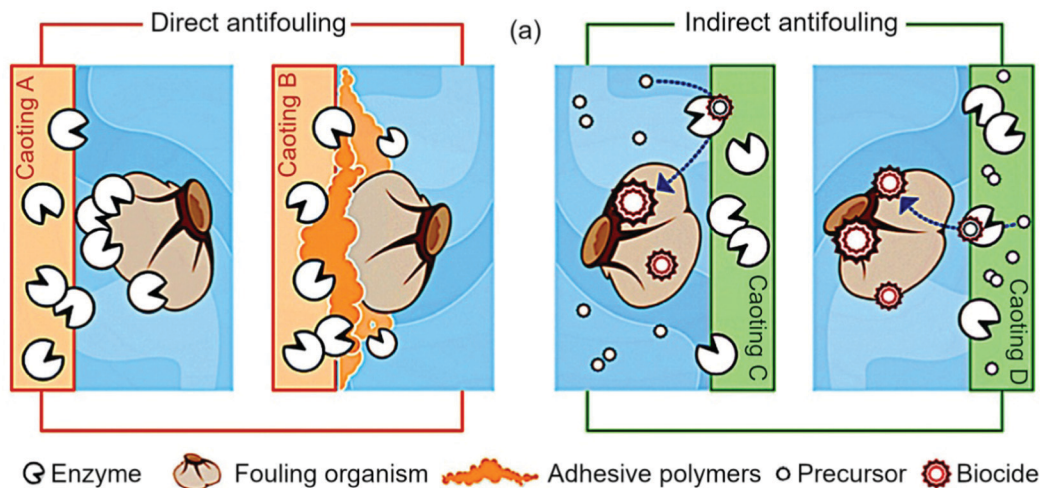 Direct antifouling
(a)
Indirect antifouling
Caoting A
Caoting B
Caoting C
Caoting D
Enzyme
Fouling organism
Adhesive polymers
Precursor
Biocide